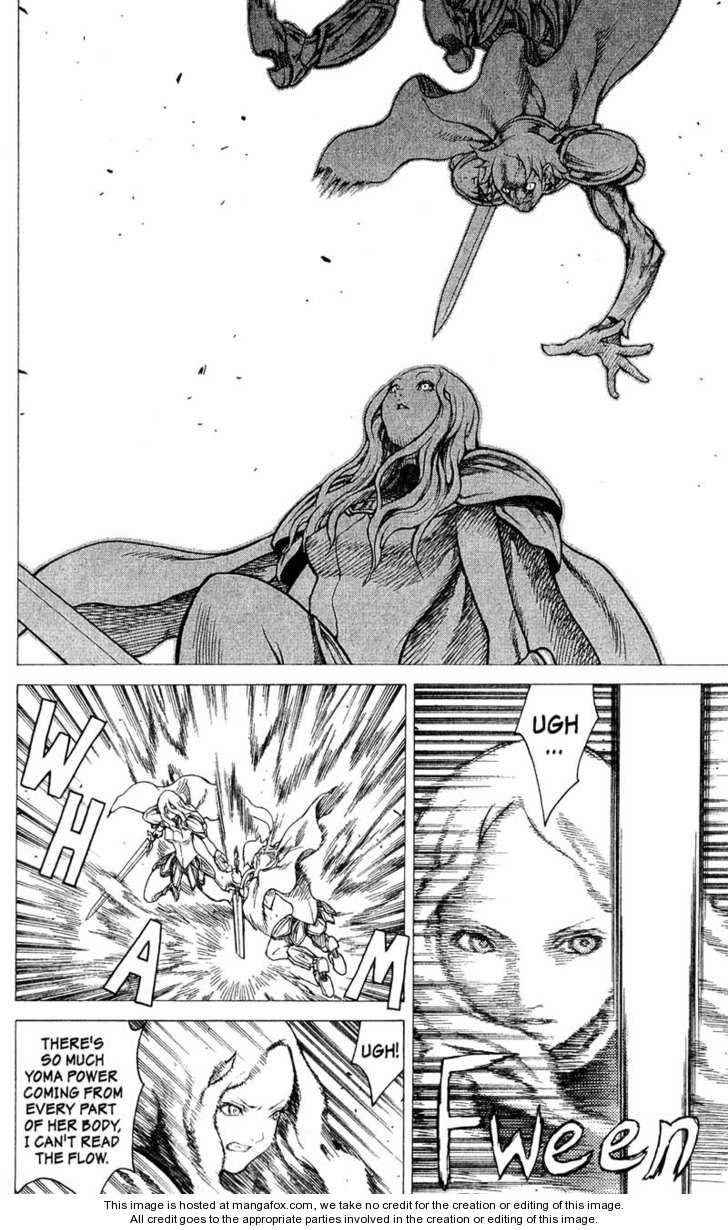 UGH
...
WHAM
Fween
UGH!
THERE'S
SO MUCH
YOMA POWER
COMING FROM
EVERY PART
OF HER BODY,
I CAN'T READ
THE FLOW.
This image is hosted at mangafox.com, we take no credit for the creation or editing of this image.
All credit goes to the appropriate parties involved in the creation or editing of this image.